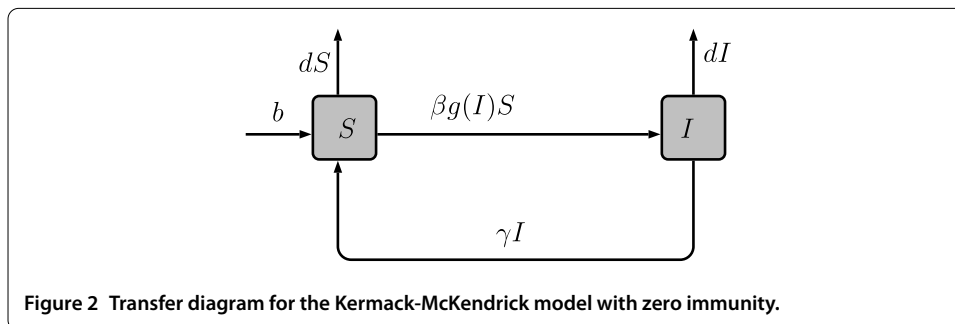 dS
dI
b
βg(I)S
S
I
γI
Figure 2 Transfer diagram for the Kermack-McKendrick model with zero immunity.